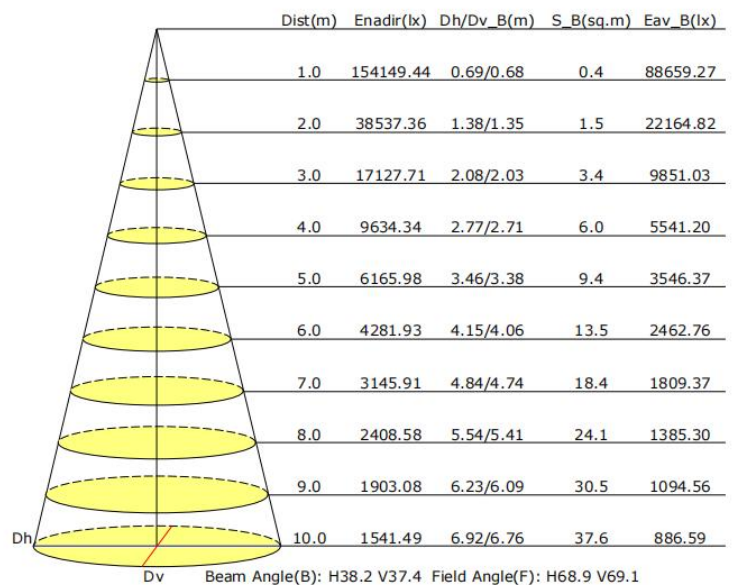 Dist(m) Enadir(lx) Dh/Dv_B(m) S_B(sq.m) Eav_B(lx)
1.0 154149.44 0.69/0.68 0.4 88659.27
2.0 38537.36 1.38/1.35 1.5 22164.82
3.0 17127.71 2.08/2.03 3.4 9851.03
4.0 9634.34 2.77/2.71 6.0 5541.20
5.0 6165.98 3.46/3.38 9.4 3546.37
6.0 4281.93 4.15/4.06 13.5 2462.76
7.0 3145.91 4.84/4.74 18.4 1809.37
8.0 2408.58 5.54/5.41 24.1 1385.30
9.0 1903.08 6.23/6.09 30.5 1094.56
Dh 10.0 1541.49 6.92/6.76 37.6 886.59
Dv Beam Angle(B): H38.2 V37.4 Field Angle(F): H68.9 V69.1